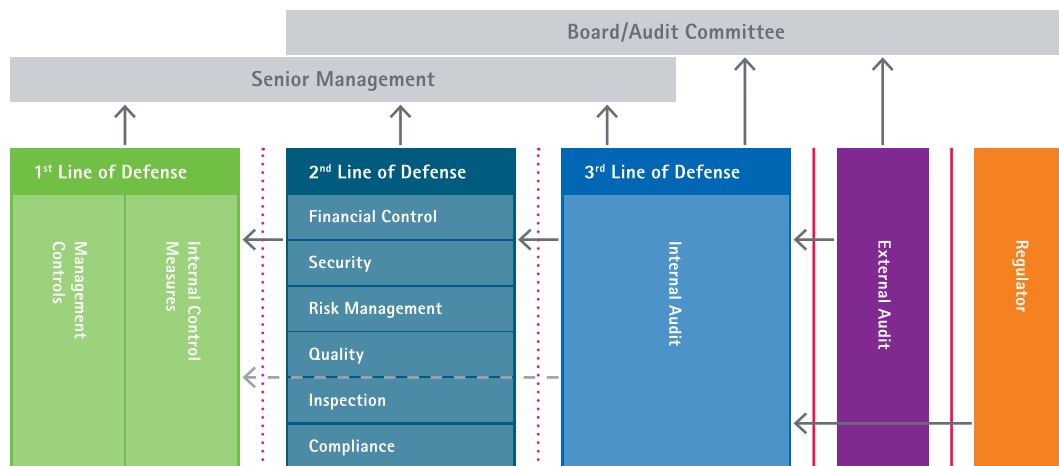 Board/Audit Committee
Senior Management
1st Line of Defense
2nd Line of Defense
3rd Line of Defense
Management
Controls
Internal Control
Measures
Financial Control
Security
Risk Management
Quality
Inspection
Compliance
Internal Audit
External Audit
Regulator